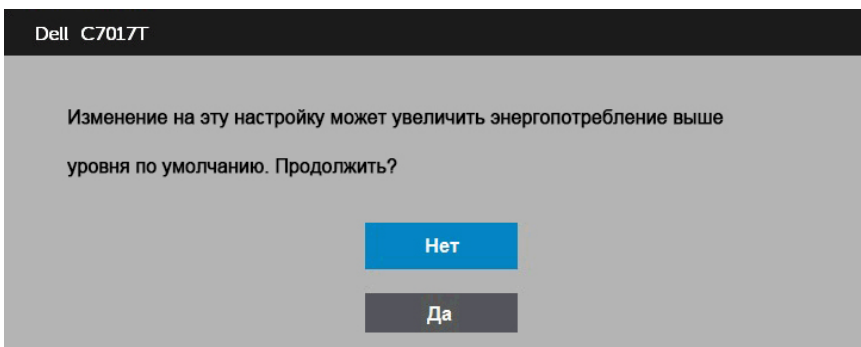 Dell C7017T
Изменение на эту настройку может увеличить энергопотребление выше
уровня по умолчанию. Продолжить?
Нет
Да